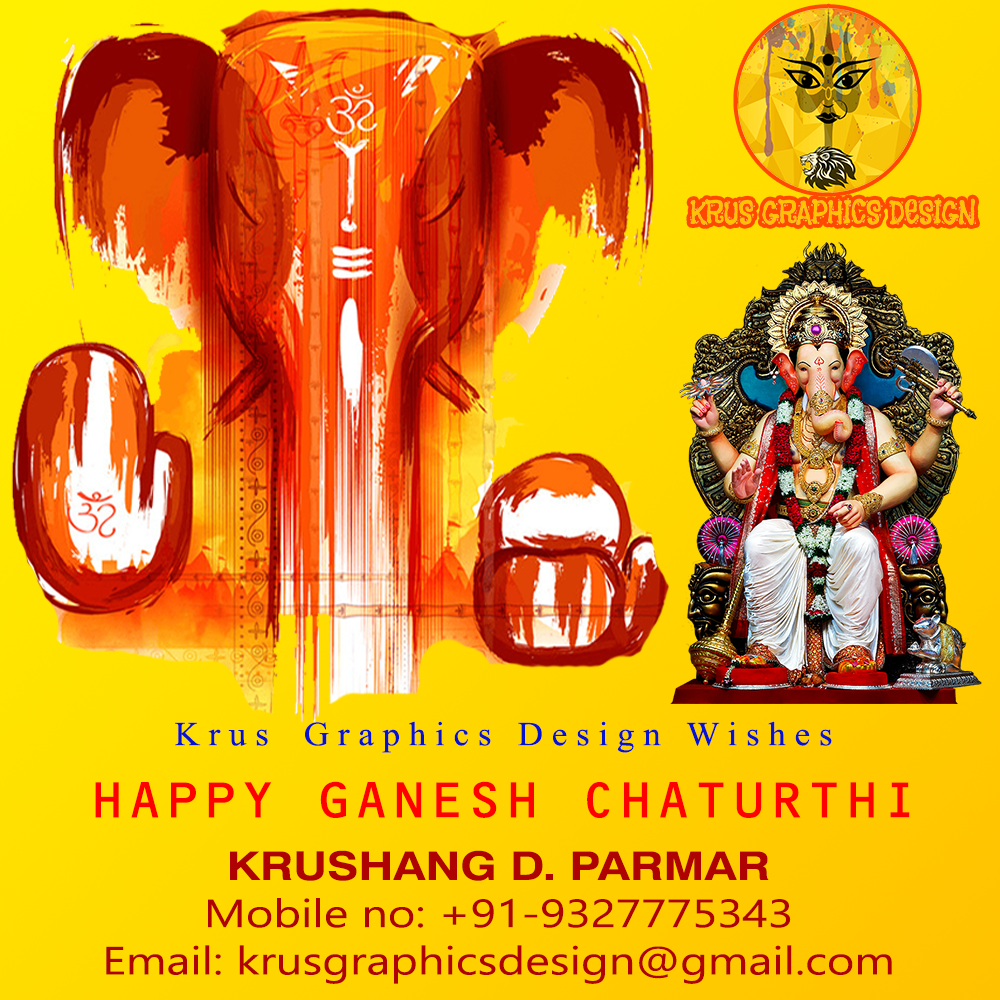 ॐ
KRUS GRAPHICS DESIGN
ॐ
Krus Graphics Design Wishes
HAPPY GANESH CHATURTHI
KRUSHANG D. PARMAR
Mobile no: +91-9327775343
Email: krusgraphicsdesign@gmail.com